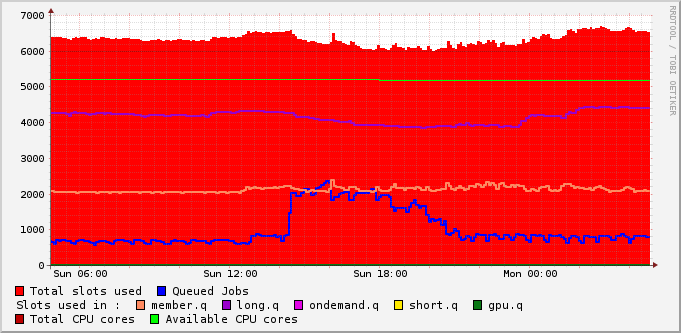 7000
6000
5000
4000
3000
2000
1000
0
Sun 06:00 Sun 12:00 Sun 18:00 Mon 00:00
RRDTOOL / TOBI OETIKER
Total slots used Queued Jobs
Slots used in : member.q long.q ondemand.q short.q gpu.q
Total CPU cores Available CPU cores